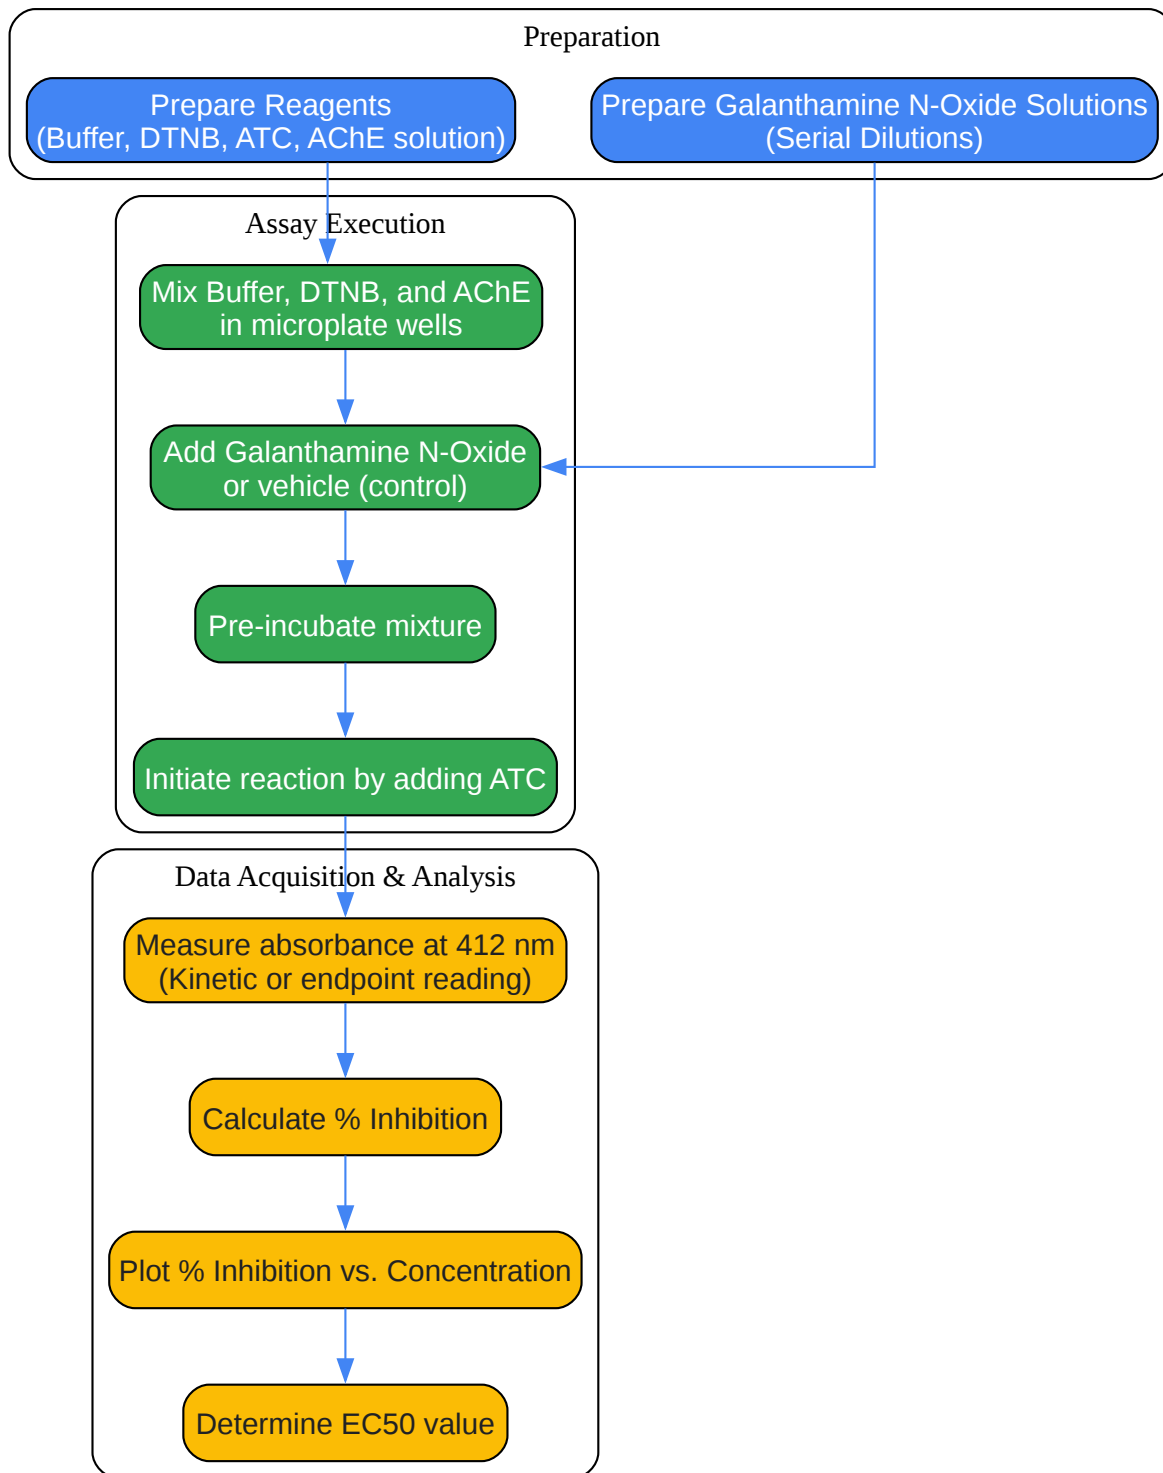 Preparation
Prepare Reagents
(Buffer, DTNB, ATC, AChE solution)
Prepare Galanthamine N-Oxide Solutions
(Serial Dilutions)
Assay Execution
Mix Buffer, DTNB, and AChE
in microplate wells
Add Galanthamine N-Oxide
or vehicle (control)
Pre-incubate mixture
Initiate reaction by adding ATC
Data Acquisition & Analysis
Measure absorbance at 412 nm
(Kinetic or endpoint reading)
Calculate % Inhibition
Plot % Inhibition vs. Concentration
Determine EC50 value